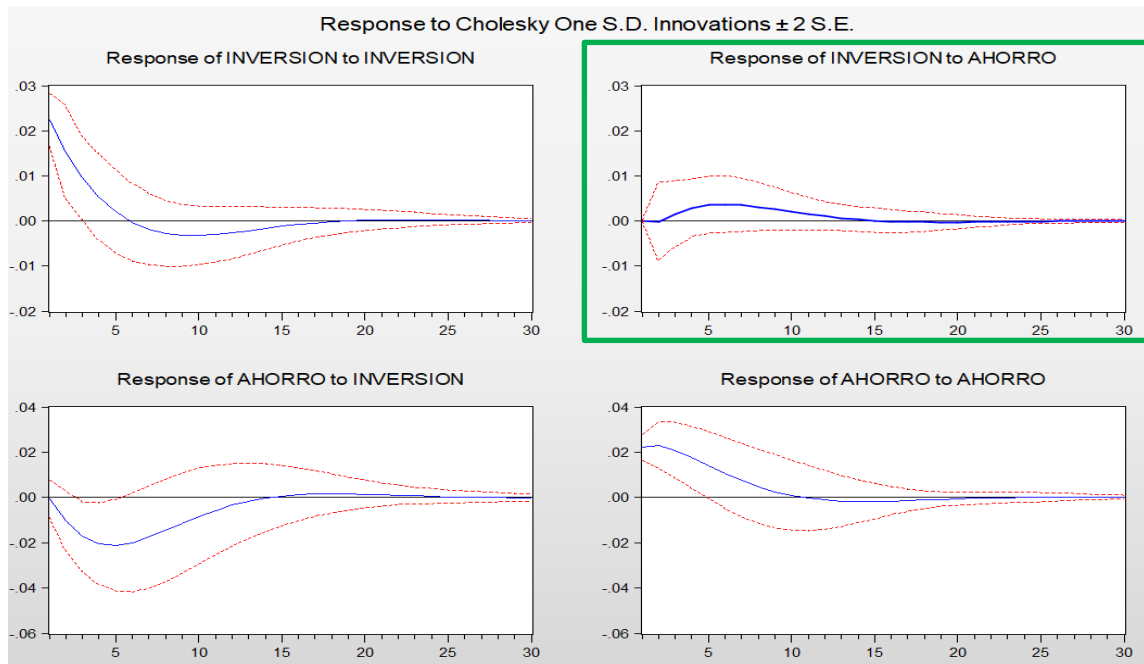 Response to Cholesky One S.D. Innovations ± 2 S.E.
Response of INVERSION to INVERSION
.03
.02
.01
.00
-.01
-.02
5 10 15 20 25 30
Response of INVERSION to AHORRO
.03
.02
.01
.00
-.01
-.02
5 10 15 20 25 30
Response of AHORRO to INVERSION
.04
.02
.00
-.02
-.04
-.06
5 10 15 20 25 30
Response of AHORRO to AHORRO
.04
.02
.00
-.02
-.04
-.06
5 10 15 20 25 30